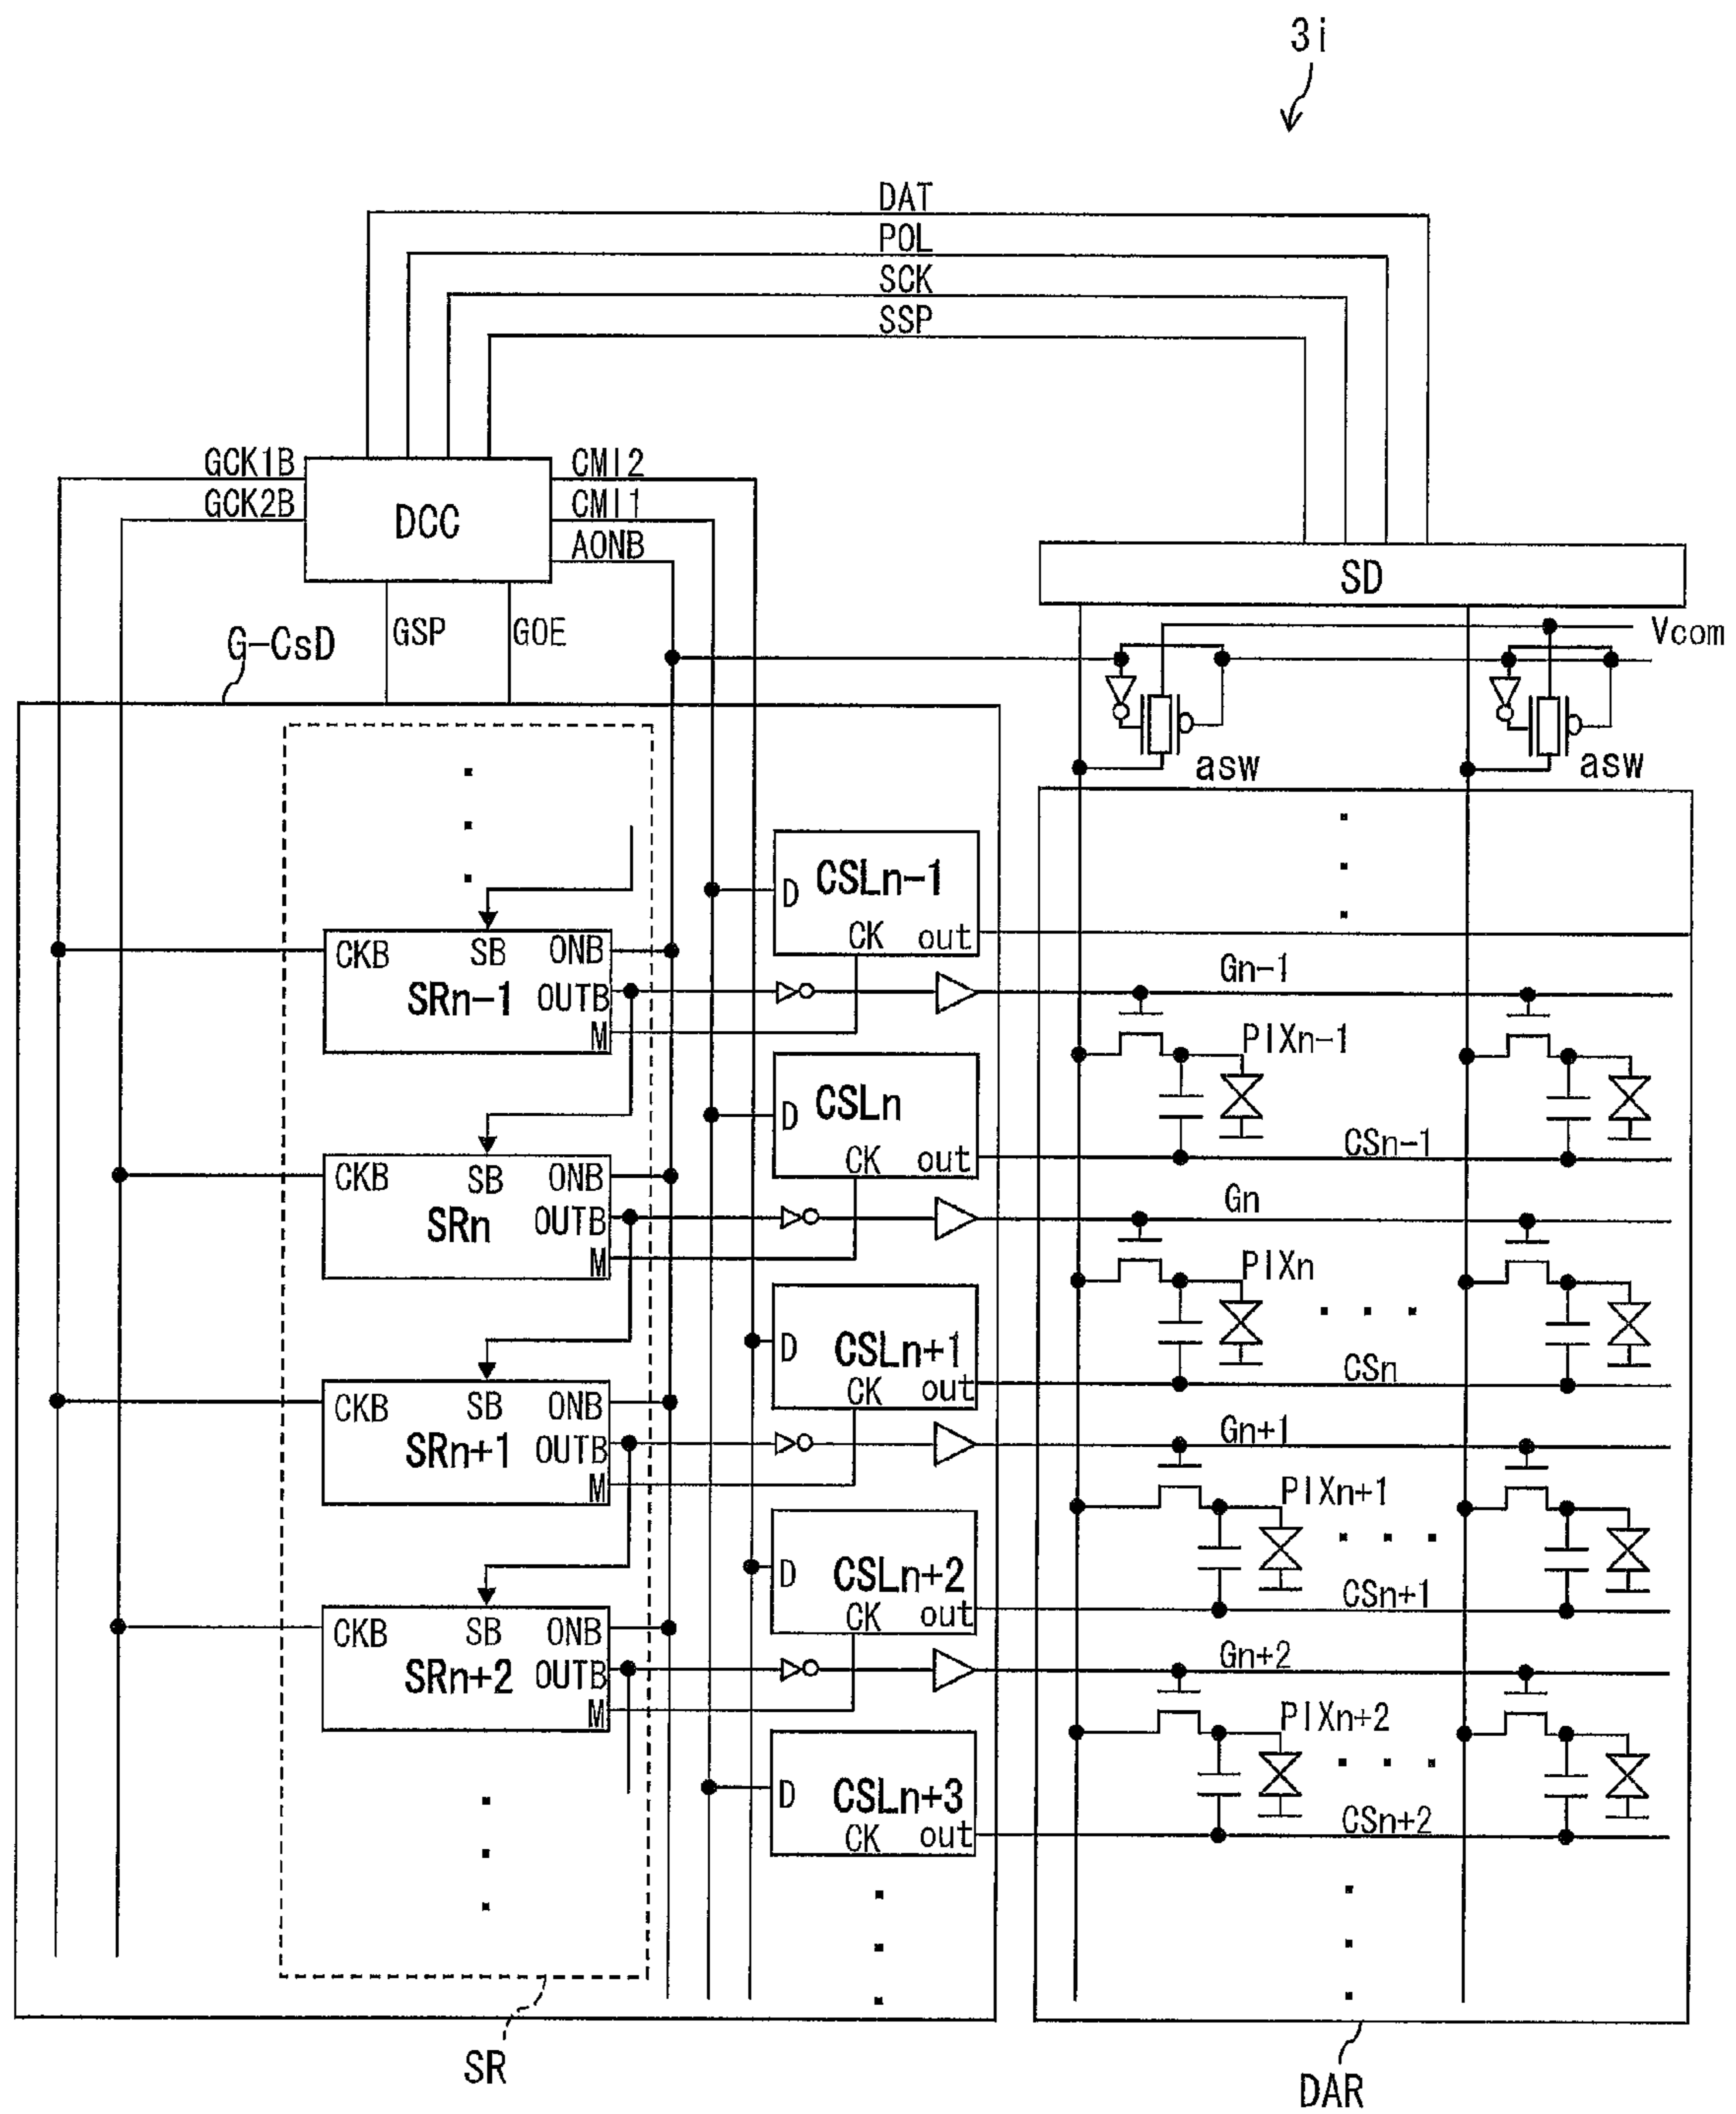 3i
DAT
POL
SCK
SSP
GCK1B
GCK2B
DCC
CMI2
CMI1
AONB
SD
GSP
GOE
G-CsD
Vcom
asw
asw
CSLn-1
D
CK
out
CKB
SB
ONB
SRn-1
OUTB
M
Gn-1
PIXn-1
CSLn
D
CK
out
CSn-1
CKB
SB
ONB
SRn
OUTB
M
Gn
PIXn
CSLn+1
D
CK
out
CSn
CKB
SB
ONB
SRn+1
OUTB
M
Gn+1
PIXn+1
CSLn+2
D
CK
out
CSn+1
CKB
SB
ONB
SRn+2
OUTB
M
Gn+2
PIXn+2
CSLn+3
D
CK
out
CSn+2
SR
DAR